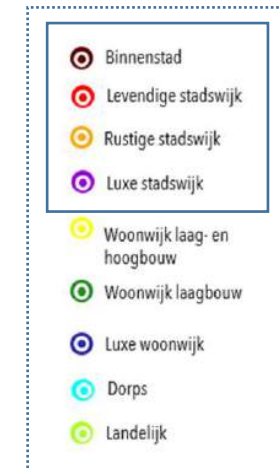 Binnenstad
Levendige stadswijk
Rustige stadswijk
Luxe stadswijk
Woonwijk laag- en
hoogbouw
Woonwijk laagbouw
Luxe woonwijk
Dorps
Landelijk